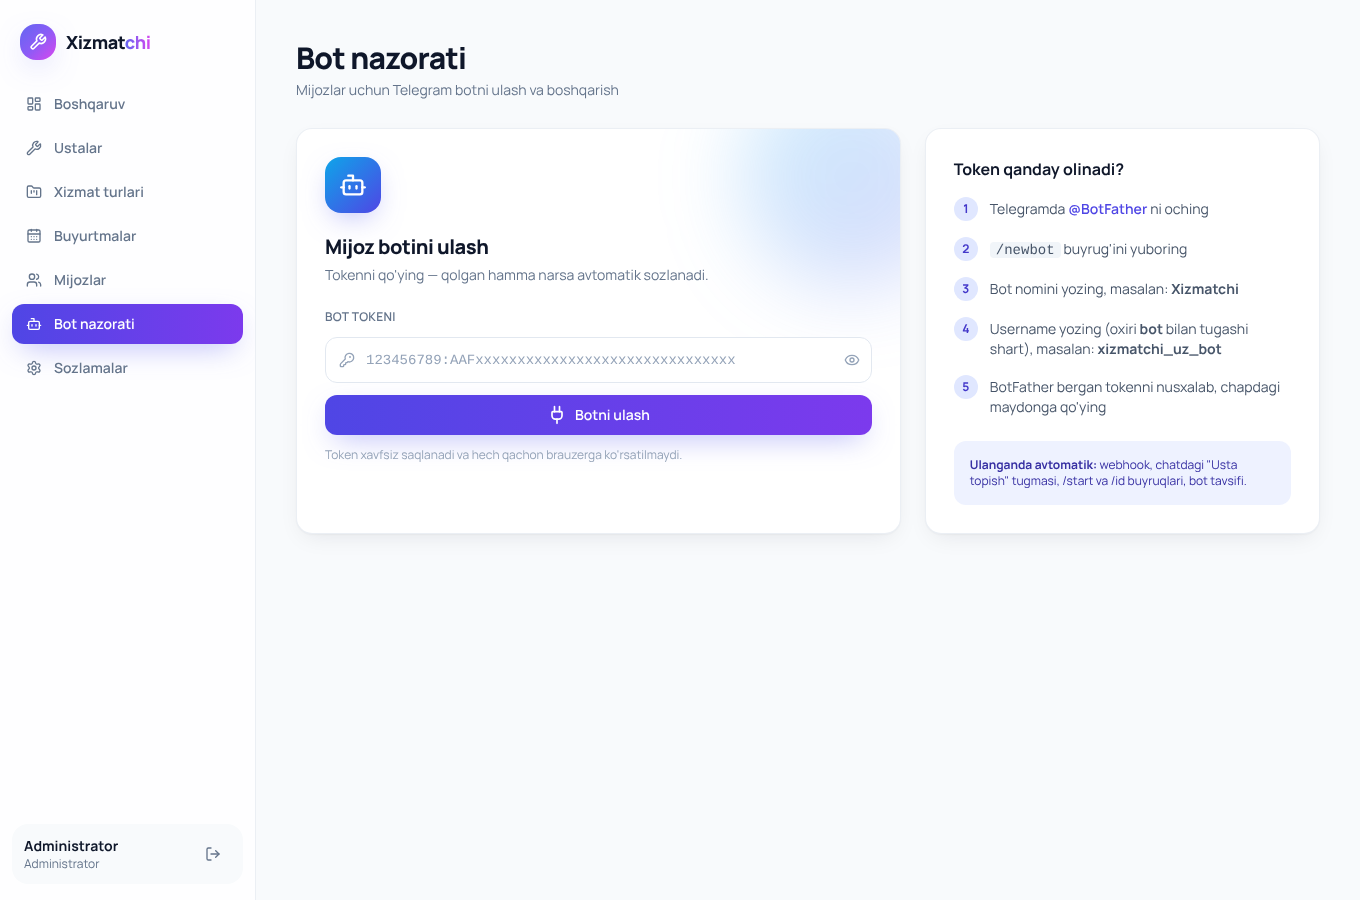 Xizmatchi
Boshqaruv
Ustalar
Xizmat turlari
Buyurtmalar
Mijozlar
Bot nazorati
Sozlamalar
Administrator
Administrator
Bot nazorati
Mijozlar uchun Telegram botni ulash va boshqarish
Mijoz botini ulash
Tokenni qo'ying — qolgan hamma narsa avtomatik sozlanadi.
BOT TOKENI
123456789:AAFxxxxxxxxxxxxxxxxxxxxxxxxxxxxxxx
Botni ulash
Token xavfsiz saqlanadi va hech qachon brauzerga ko'rsatilmaydi.
Token qanday olinadi?
1 Telegramda @BotFather ni oching
2 /newbot buyrug'ini yuboring
3 Bot nomini yozing, masalan: Xizmatchi
4 Username yozing (oxiri bot bilan tugashi
shart), masalan: xizmatchi_uz_bot
5 BotFather bergan tokenni nusxalab, chapdagi
maydonga qo'ying
Ulanganda avtomatik: webhook, chatdagi "Usta
topish" tugmasi, /start va /id buyruqlari, bot tavsifi.